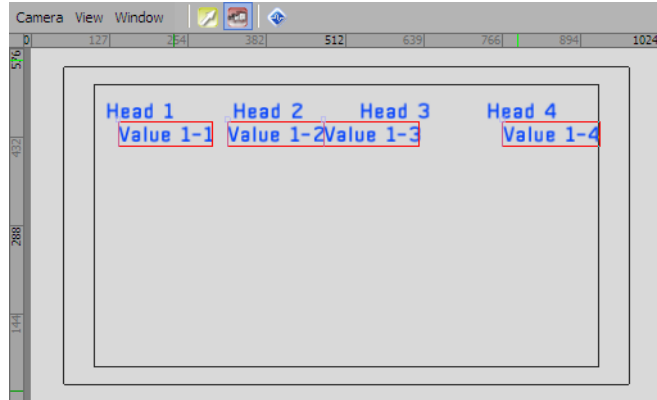 Camera View Window
0 127 254 382 512 639 766 894 1024
576
Head 1 Head 2 Head 3 Head 4
Value 1-1 Value 1-2 Value 1-3 Value 1-4
432
288
144